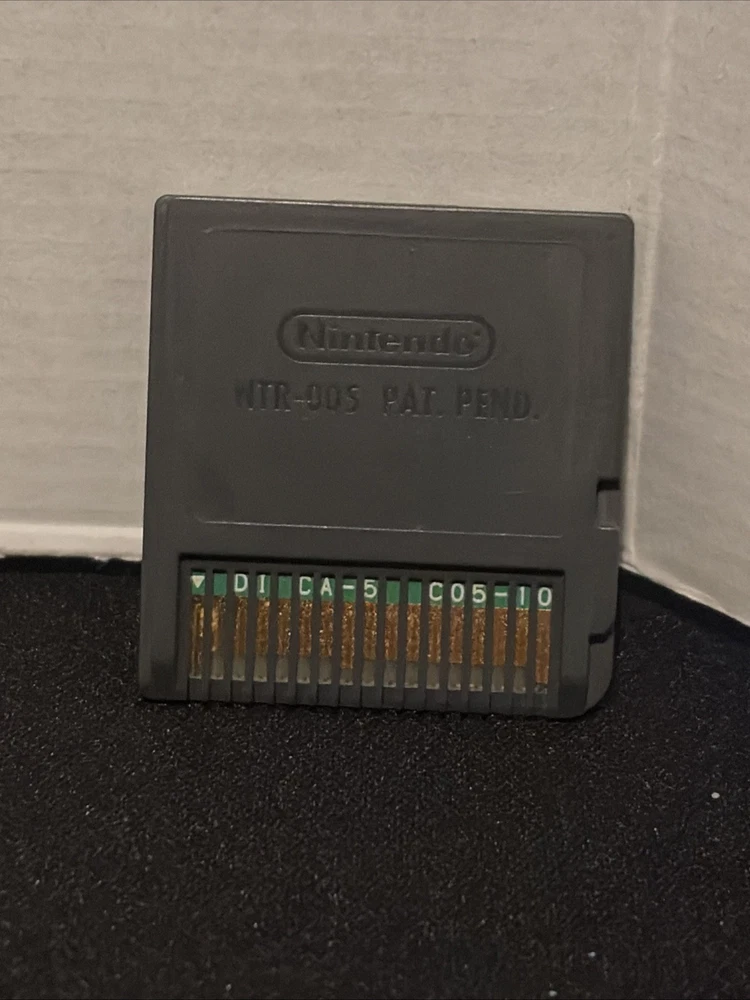 Nintendo
NTR-005 PAT. PEND.
DI CA-5 C05-10